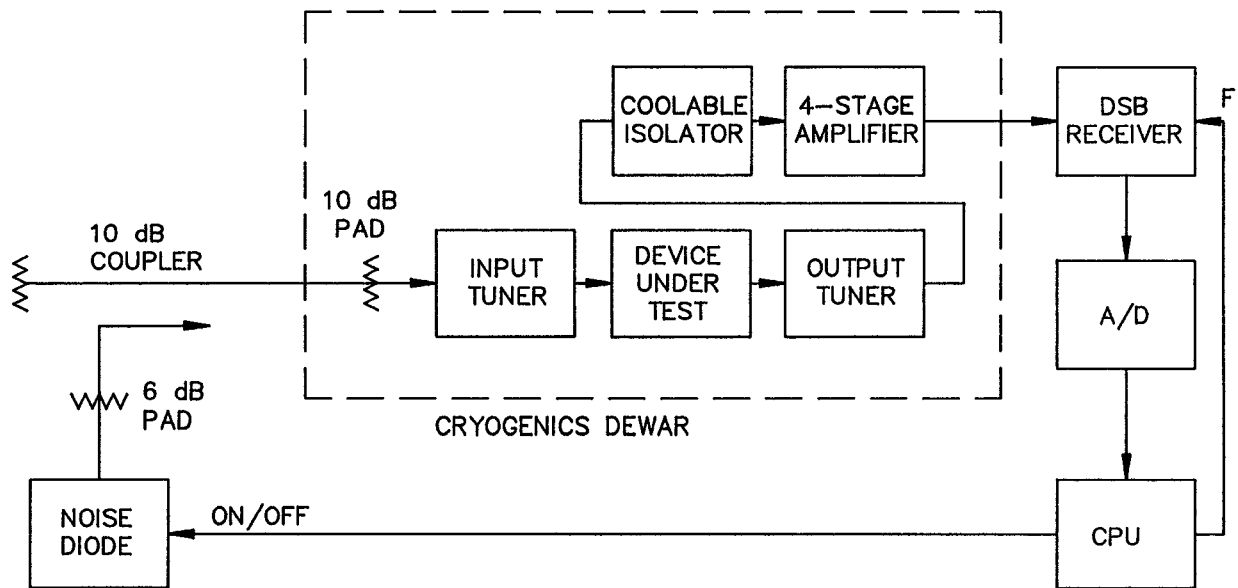 COOLABLE
ISOLATOR
4-STAGE
AMPLIFIER
DSB
RECEIVER
F
10 dB
COUPLER
10 dB
PAD
INPUT
TUNER
DEVICE
UNDER
TEST
OUTPUT
TUNER
A/D
6 dB
PAD
CRYOGENICS DEWAR
NOISE
DIODE
ON/OFF
CPU